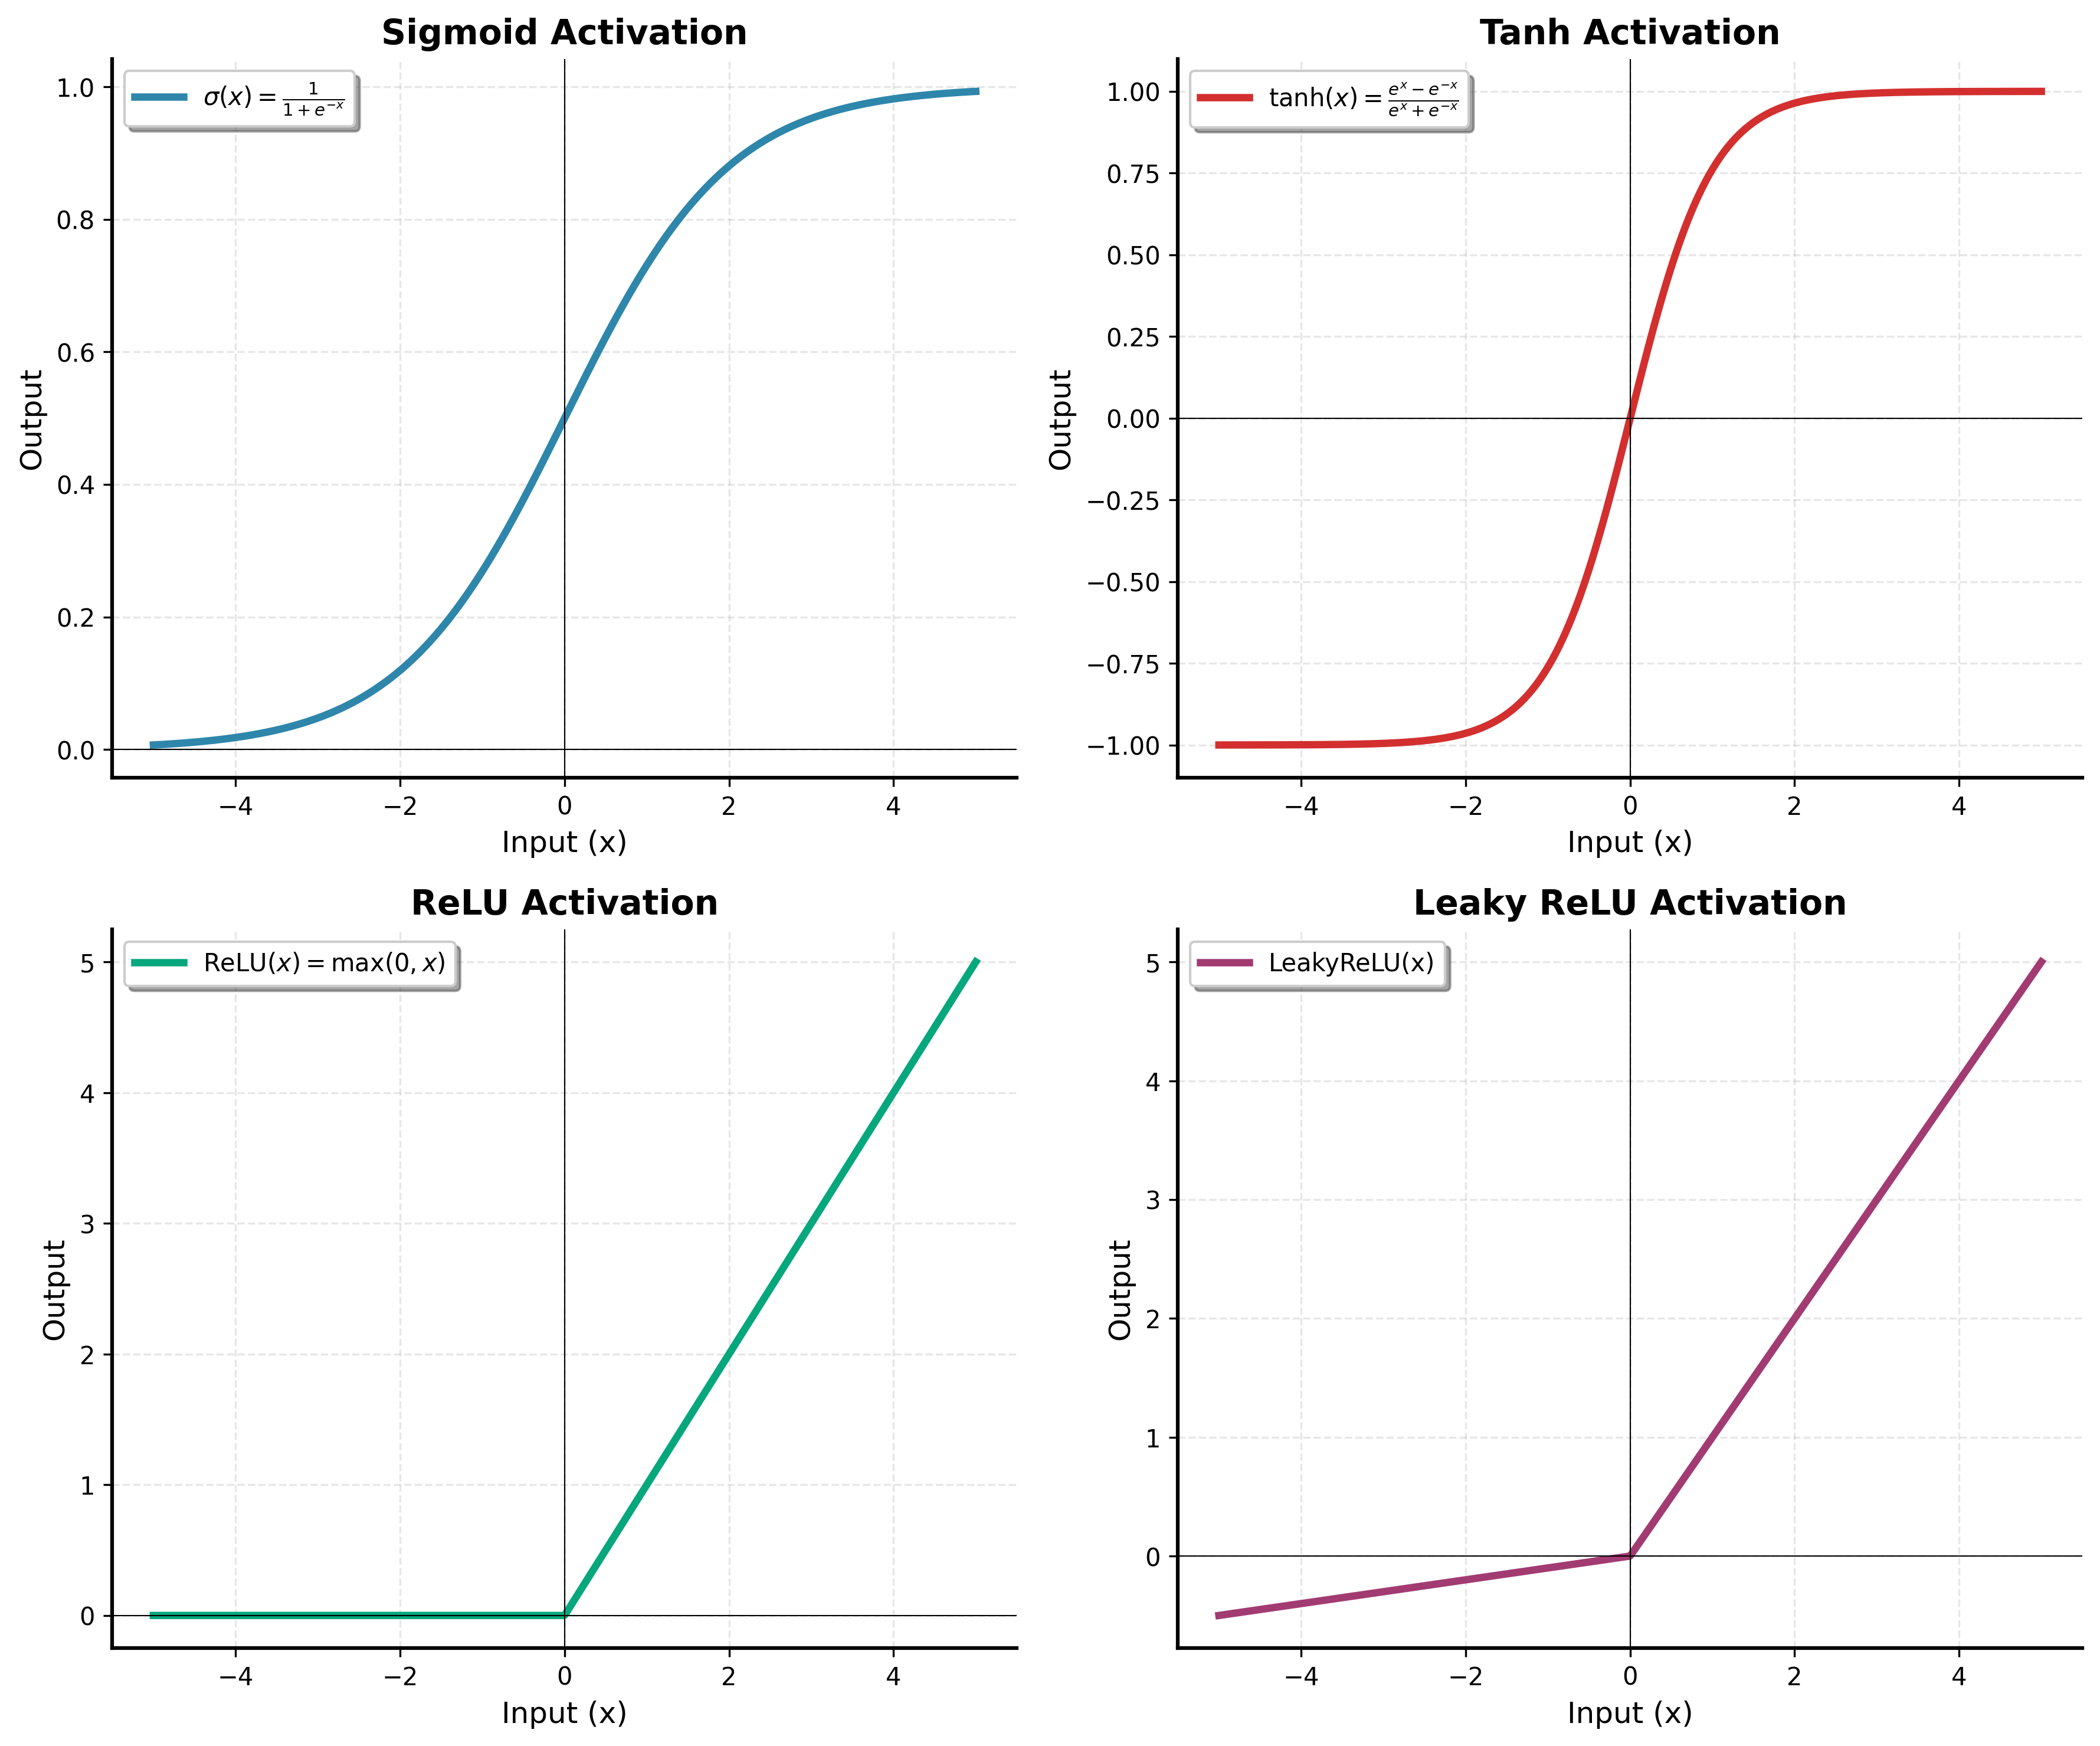 Sigmoid Activation
σ(x) = 1/(1 + e^{−x})
1.0
0.8
0.6
0.4
0.2
0.0
Output
−4 −2 0 2 4
Input (x)
Tanh Activation
tanh(x) = (e^x − e^{−x})/(e^x + e^{−x})
1.00
0.75
0.50
0.25
0.00
−0.25
−0.50
−0.75
−1.00
Output
−4 −2 0 2 4
Input (x)
ReLU Activation
ReLU(x) = max(0, x)
5
4
3
2
1
0
Output
−4 −2 0 2 4
Input (x)
Leaky ReLU Activation
LeakyReLU(x)
5
4
3
2
1
0
Output
−4 −2 0 2 4
Input (x)